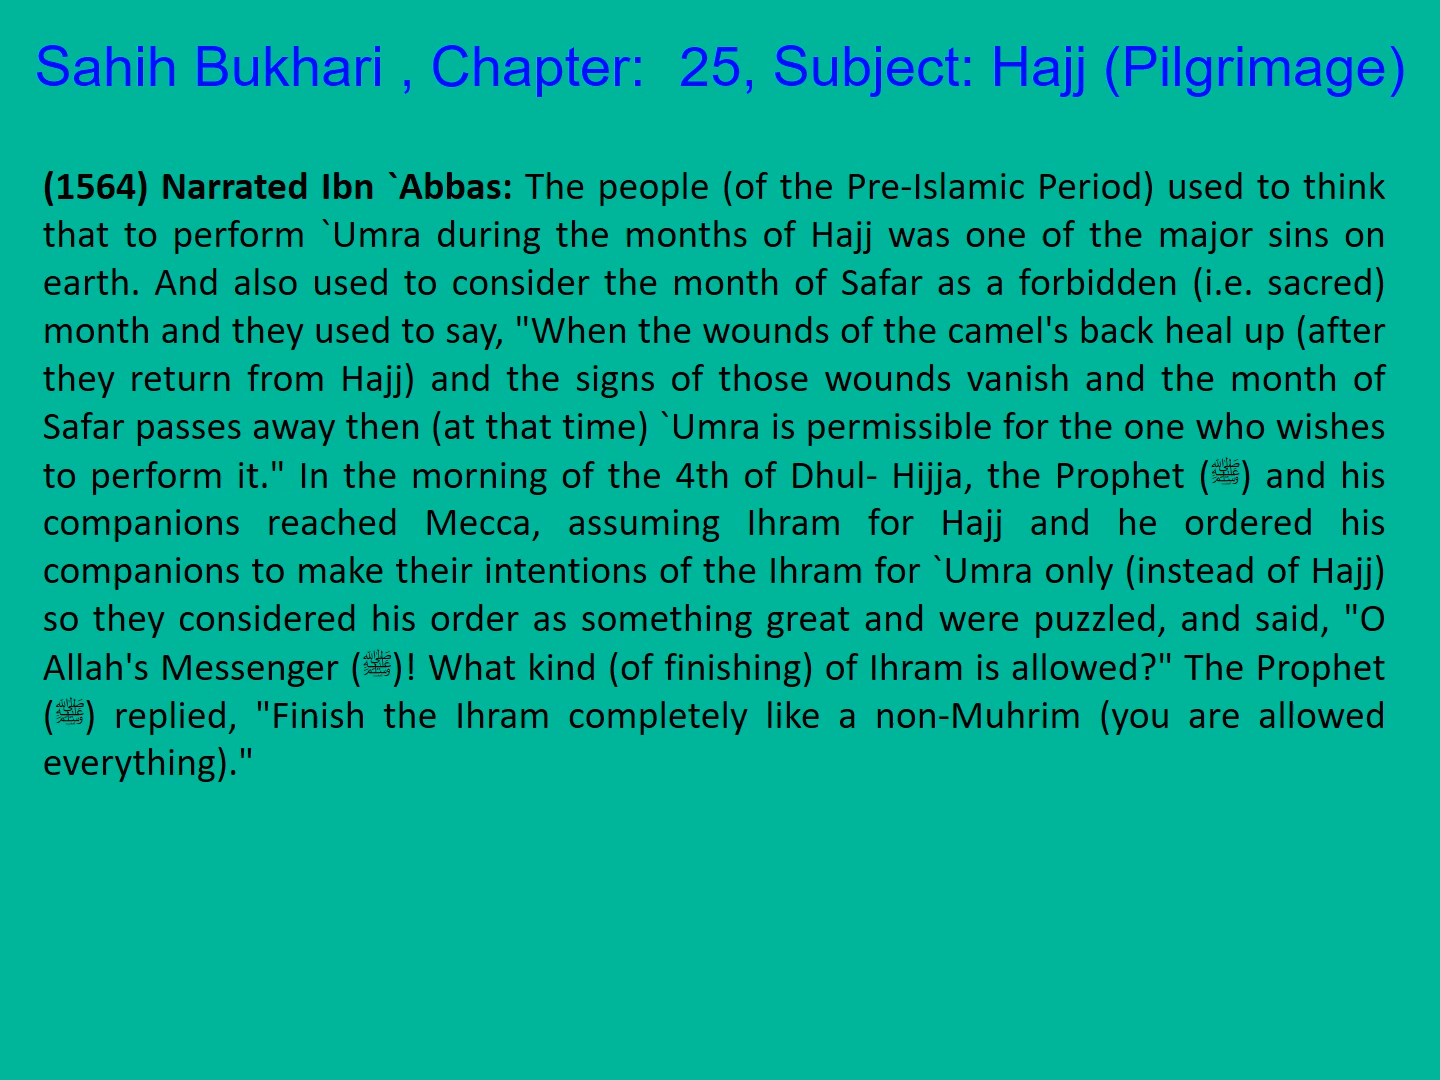 Sahih Bukhari , Chapter:  25, Subject: Hajj (Pilgrimage)
(1564) Narrated Ibn `Abbas: The people (of the Pre-Islamic Period) used to think
that to perform `Umra during the months of Hajj was one of the major sins on
earth. And also used to consider the month of Safar as a forbidden (i.e. sacred)
month and they used to say, "When the wounds of the camel's back heal up (after
they return from Hajj) and the signs of those wounds vanish and the month of
Safar passes away then (at that time) `Umra is permissible for the one who wishes
to perform it." In the morning of the 4th of Dhul- Hijja, the Prophet (ﷺ) and his
companions reached Mecca, assuming Ihram for Hajj and he ordered his
companions to make their intentions of the Ihram for `Umra only (instead of Hajj)
so they considered his order as something great and were puzzled, and said, "O
Allah's Messenger (ﷺ)! What kind (of finishing) of Ihram is allowed?" The Prophet
(ﷺ) replied, "Finish the Ihram completely like a non-Muhrim (you are allowed
everything)."